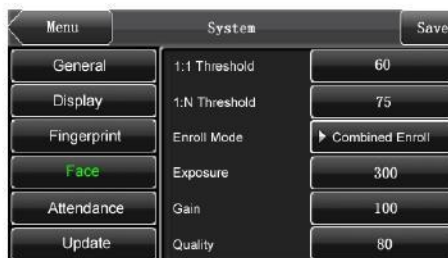 Menu System Save
General 1:1 Threshold 60
Display 1:N Threshold 75
Fingerprint Enroll Mode Combined Enroll
Face Exposure 300
Attendance Gain 100
Update Quality 80